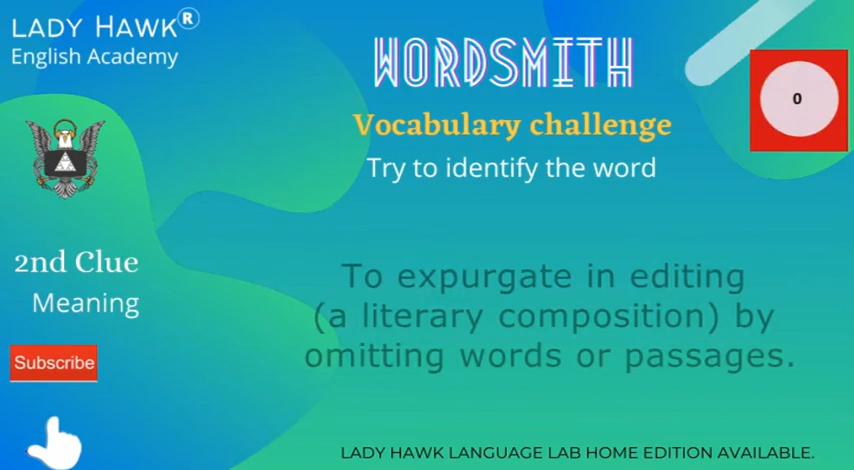 LADY HAWK®
English Academy
WORDSMITH
Vocabulary challenge
Try to identify the word
0
2nd Clue
Meaning
To expurgate in editing
(a literary composition) by
omitting words or passages.
Subscribe
LADY HAWK LANGUAGE LAB HOME EDITION AVAILABLE.